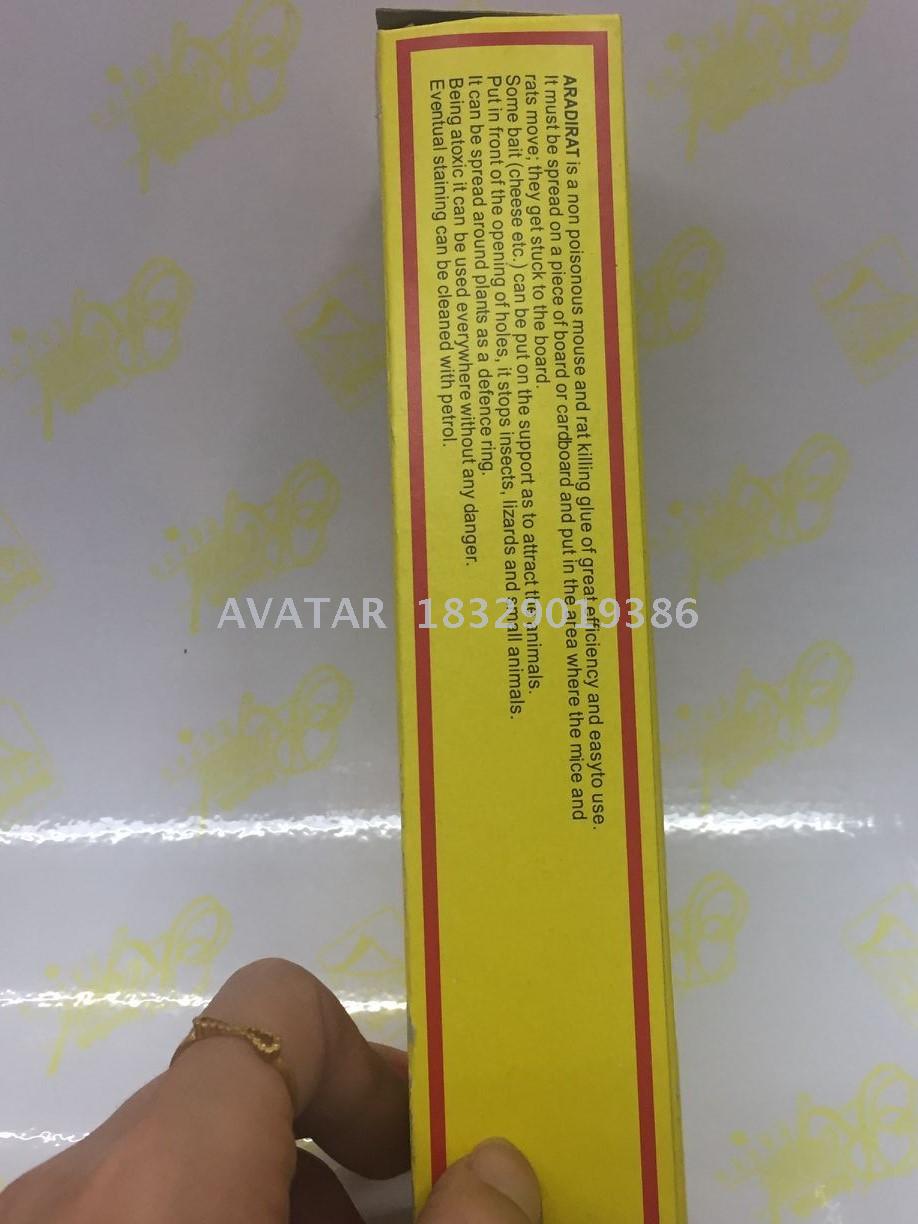 ARADIRAT is a non poisonous mouse and rat killing glue of great efficiency and easyto use.
It must be spread on a piece of board or cardboard and put in the area where the mice and
rats move; they get stuck to the board.
Some bait (cheese etc.) can be put on the support as to attract the animals.
Put in front of the opening of holes, it stops insects, lizards and small animals.
It can be spread around plants as a defence ring.
Being atoxic it can be used everywhere without any danger.
Eventual staining can be cleaned with petrol.
AVATAR 18329019386